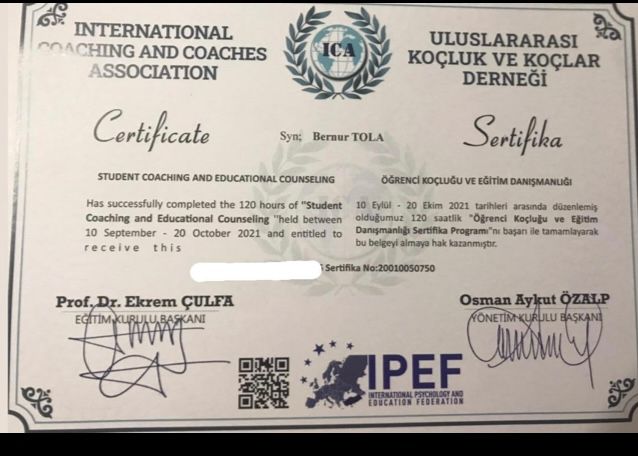 INTERNATIONAL
COACHING AND COACHES
ASSOCIATION
ICA
ULUSLARARASI
KOÇLUK VE KOÇLAR
DERNEĞİ
Certificate
Syn; Bernur TOLA
Sertifika
STUDENT COACHING AND EDUCATIONAL COUNSELING
Has successfully completed the 120 hours of "Student
Coaching and Educational Counseling "held between
10 September - 20 October 2021 and entitled to
receive this
ÖĞRENCİ KOÇLUĞU VE EĞİTİM DANIŞMANLIĞI
10 Eylül - 20 Ekim 2021 tarihleri arasında düzenlemiş
olduğumuz 120 saatlik "Öğrenci Koçluğu ve Eğitim
Danışmanlığı Sertifika Programı"nı başarı ile tamamlayarak
bu belgeyi almaya hak kazanmıştır.
Sertifika No:20010050750
Prof. Dr. Ekrem ÇULFA
EĞİTİM KURULU BAŞKANI
Osman Aykut ÖZALP
YÖNETİM KURULU BAŞKANI
IPEF
INTERNATIONAL PSYCHOLOGY AND
EDUCATION FEDERATION